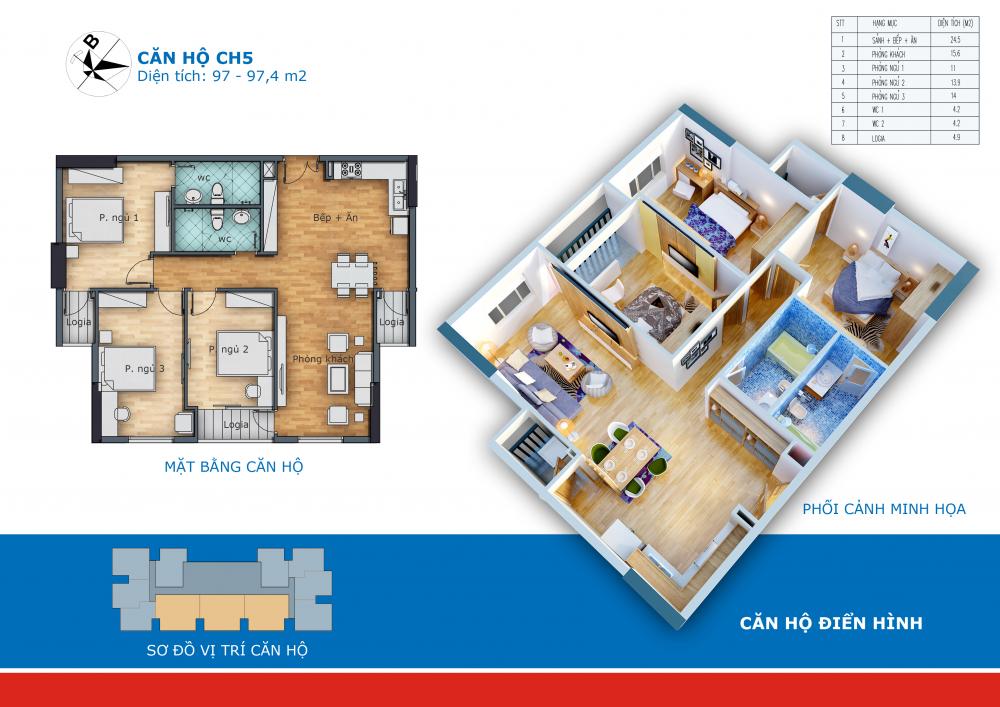 B
CĂN HỘ CH5
Diện tích: 97 - 97,4 m2
STT HẠNG MỤC DIỆN TÍCH (M2)
1 SẢNH + BẾP + ĂN 24.5
2 PHÒNG KHÁCH 15.6
3 PHÒNG NGỦ 1 11
4 PHÒNG NGỦ 2 13.9
5 PHÒNG NGỦ 3 14
6 WC 1 4.2
7 WC 2 4.2
8 LOGIA 4.9
WC
P. ngủ 1
Bếp + Ăn
WC
Logia
Logia
P. ngủ 2
Phòng khách
P. ngủ 3
Logia
MẶT BẰNG CĂN HỘ
PHỐI CẢNH MINH HỌA
CĂN HỘ ĐIỂN HÌNH
SƠ ĐỒ VỊ TRÍ CĂN HỘ